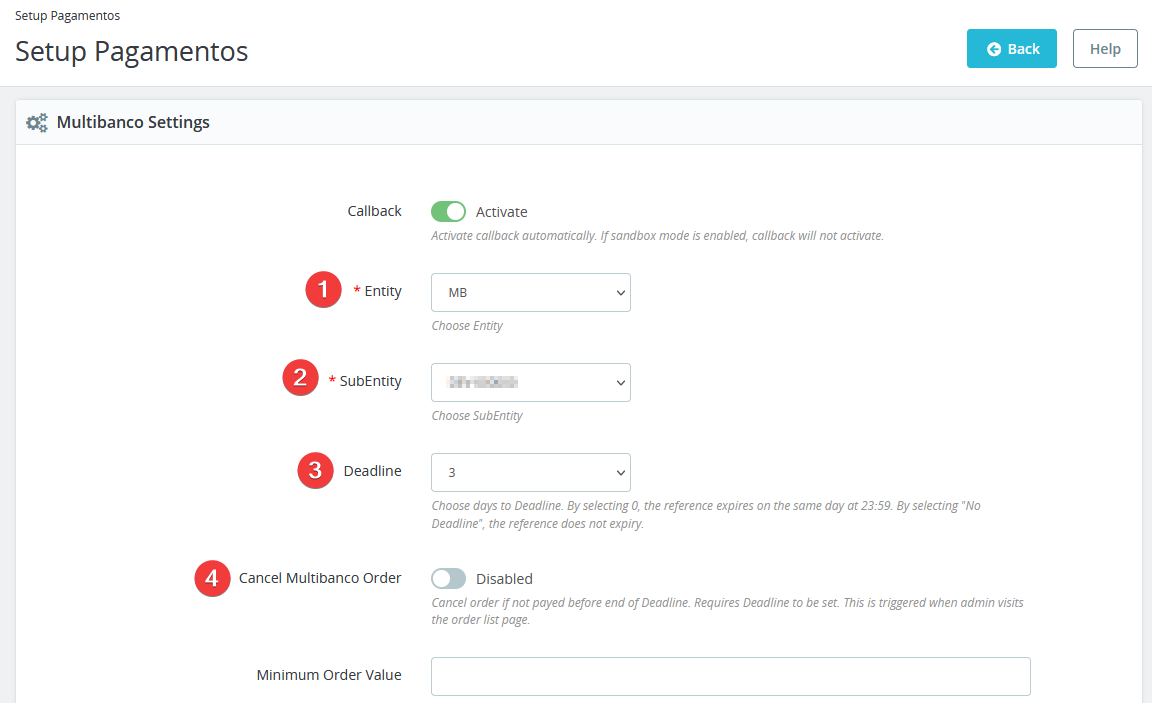 Setup Pagamentos
Setup Pagamentos
Back
Help
Multibanco Settings
Callback
Activate
Activate callback automatically. If sandbox mode is enabled, callback will not activate.
1
* Entity
MB
Choose Entity
2
* SubEntity
Choose SubEntity
3
Deadline
3
Choose days to Deadline. By selecting 0, the reference expires on the same day at 23:59. By selecting "No
Deadline", the reference does not expiry.
4
Cancel Multibanco Order
Disabled
Cancel order if not payed before end of Deadline. Requires Deadline to be set. This is triggered when admin visits
the order list page.
Minimum Order Value